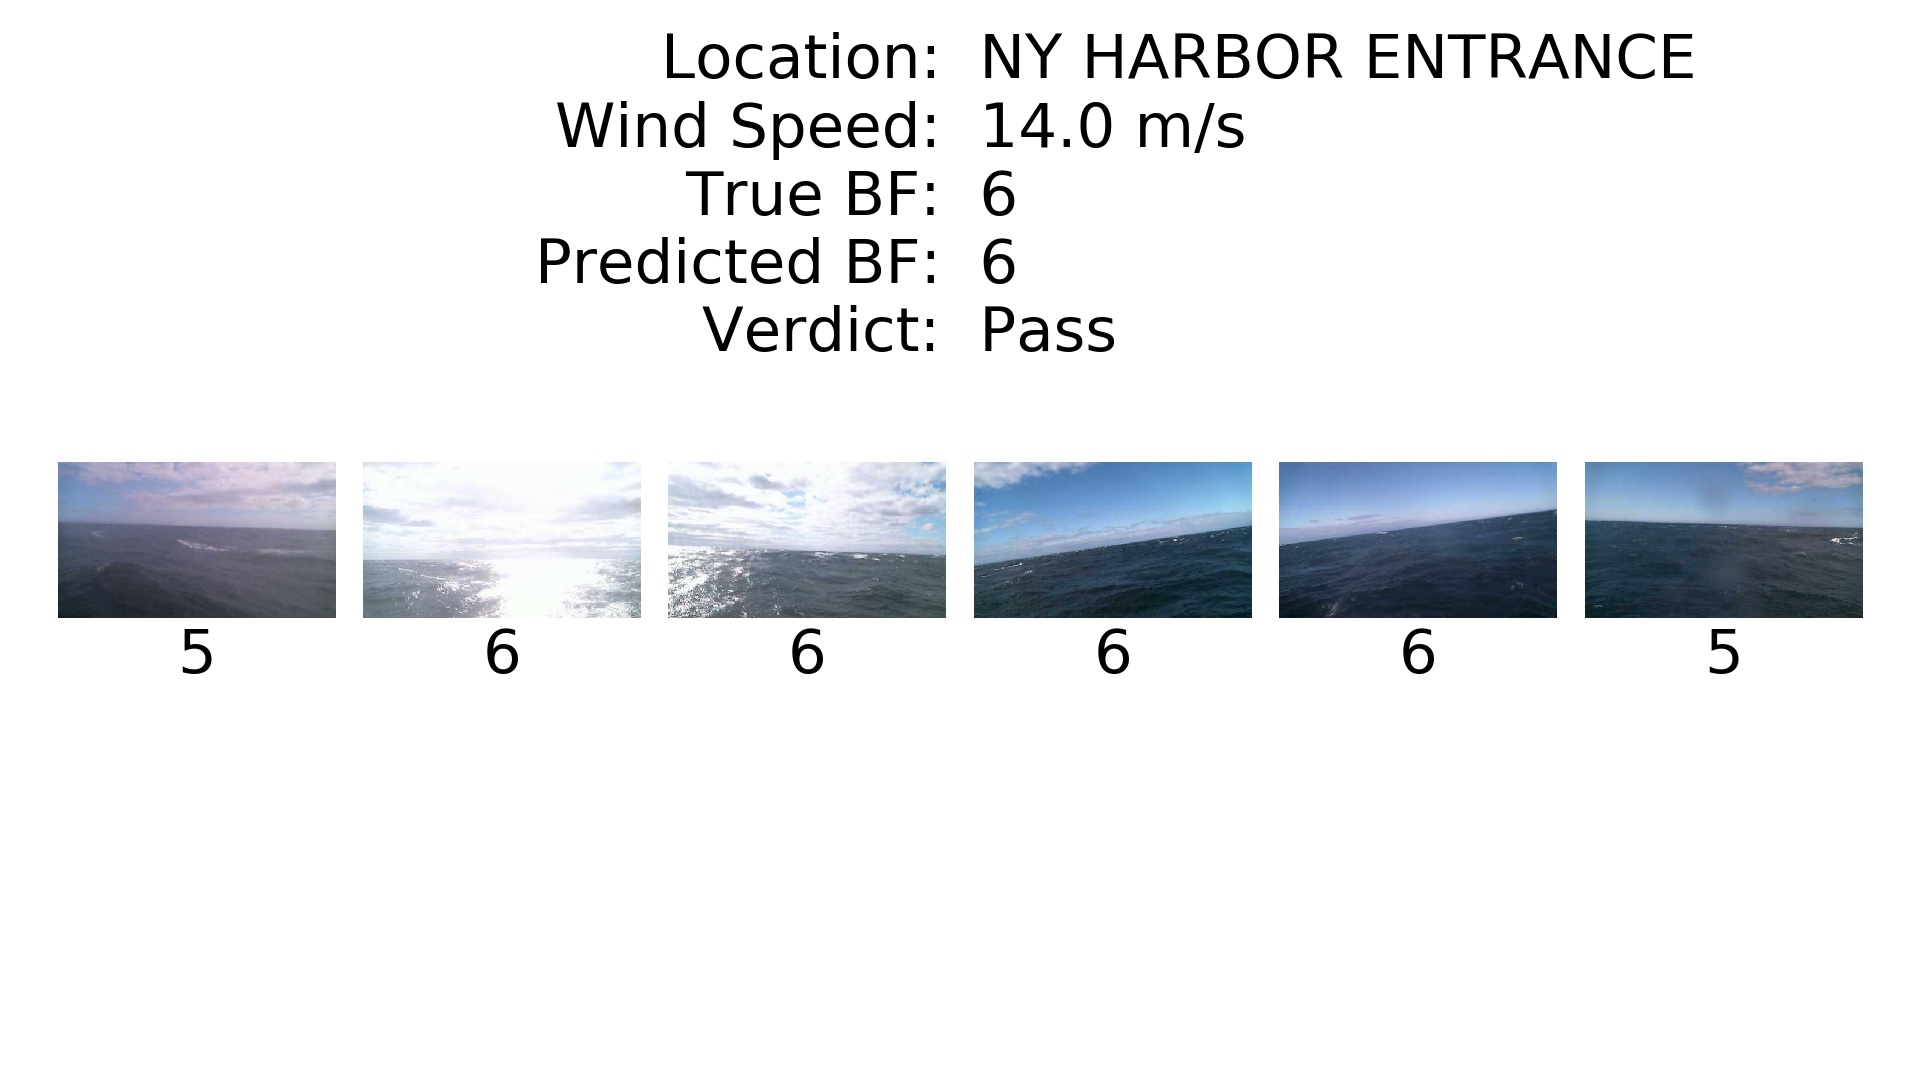 Location: NY HARBOR ENTRANCE
Wind Speed: 14.0 m/s
True BF: 6
Predicted BF: 6
Verdict: Pass
5 6 6 6 6 5